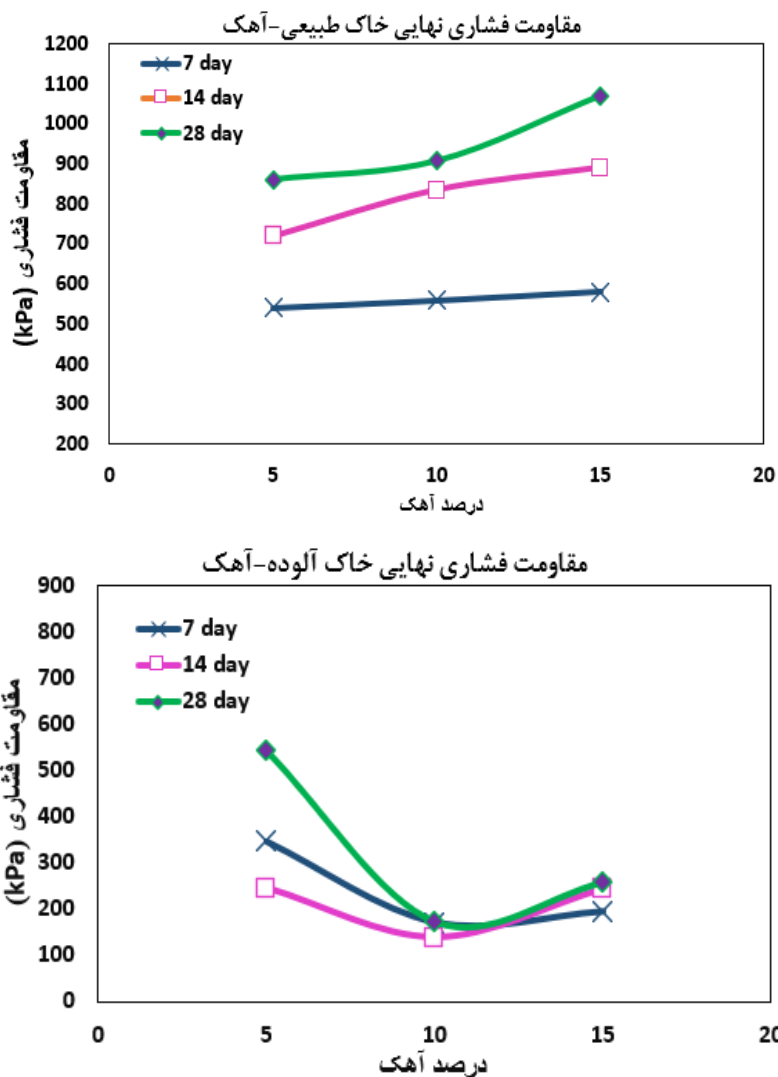 مقاومت فشاری نهایی خاک طبیعی-آهک
1200
1100
1000
900
800
700
600
500
400
300
200
7 day
14 day
28 day
مقاومت فشاری (kPa)
0 5 10 15 20
درصد آهک
مقاومت فشاری نهایی خاک آلوده-آهک
900
800
700
600
500
400
300
200
100
0
7 day
14 day
28 day
مقاومت فشاری (kPa)
0 5 10 15 20
درصد آهک